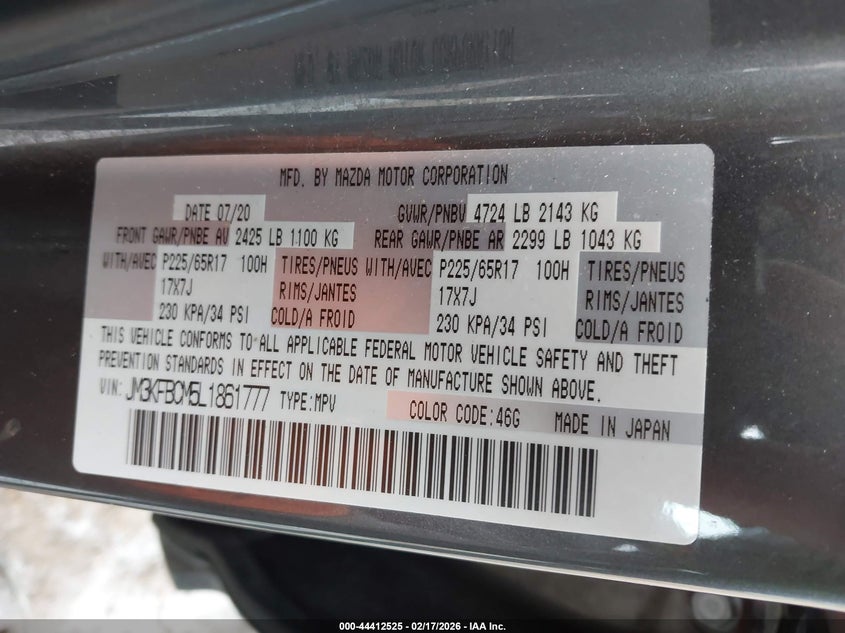 MFD. BY MAZDA MOTOR CORPORATION
DATE 07/20 GVWR/PNBV 4724 LB 2143 KG
FRONT GAWR/PNBE AV 2425 LB 1100 KG REAR GAWR/PNBE AR 2299 LB 1043 KG
WITH/AVEC P225/65R17 100H TIRES/PNEUS WITH/AVEC P225/65R17 100H TIRES/PNEUS
17X7J RIMS/JANTES 17X7J RIMS/JANTES
230 KPA/34 PSI COLD/A FROID 230 KPA/34 PSI COLD/A FROID
THIS VEHICLE CONFORMS TO ALL APPLICABLE FEDERAL MOTOR VEHICLE SAFETY AND THEFT
PREVENTION STANDARDS IN EFFECT ON THE DATE OF MANUFACTURE SHOWN ABOVE.
VIN: JM3KFBCM5L1861777 TYPE:MPV COLOR CODE:46G MADE IN JAPAN
000-44412525 - 02/17/2026 - IAA Inc.